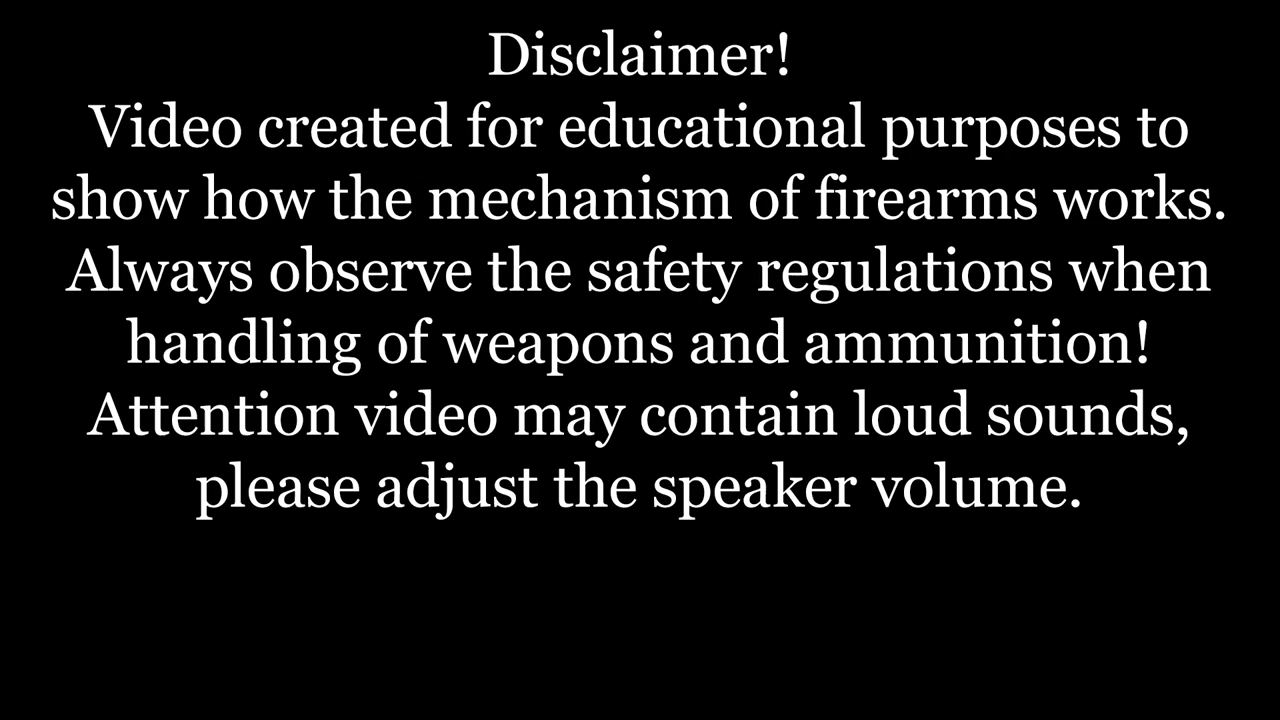 Disclaimer!
Video created for educational purposes to
show how the mechanism of firearms works.
Always observe the safety regulations when
handling of weapons and ammunition!
Attention video may contain loud sounds,
please adjust the speaker volume.